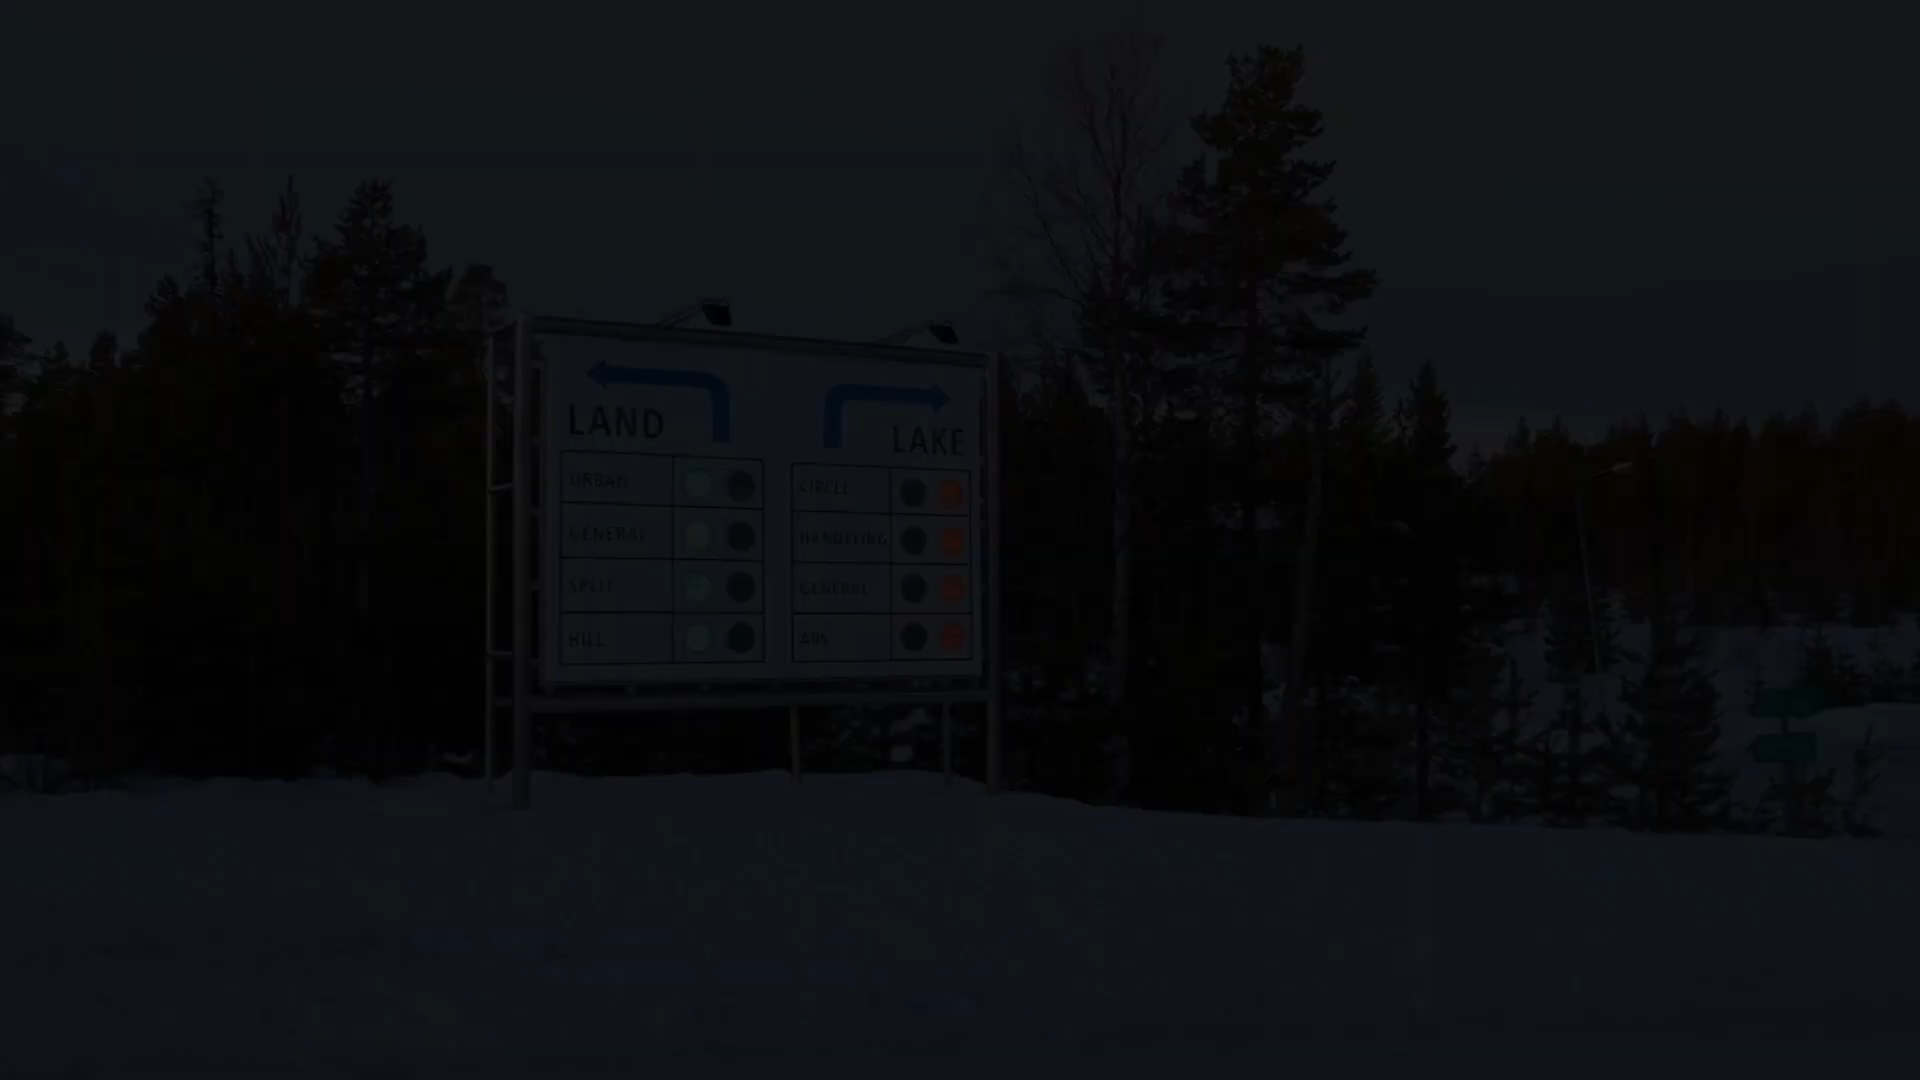 LAND
URBAN
GENERAL
SPLIT
HILL
LAKE
CIRCLE
HANDLING
GENERAL
ABS